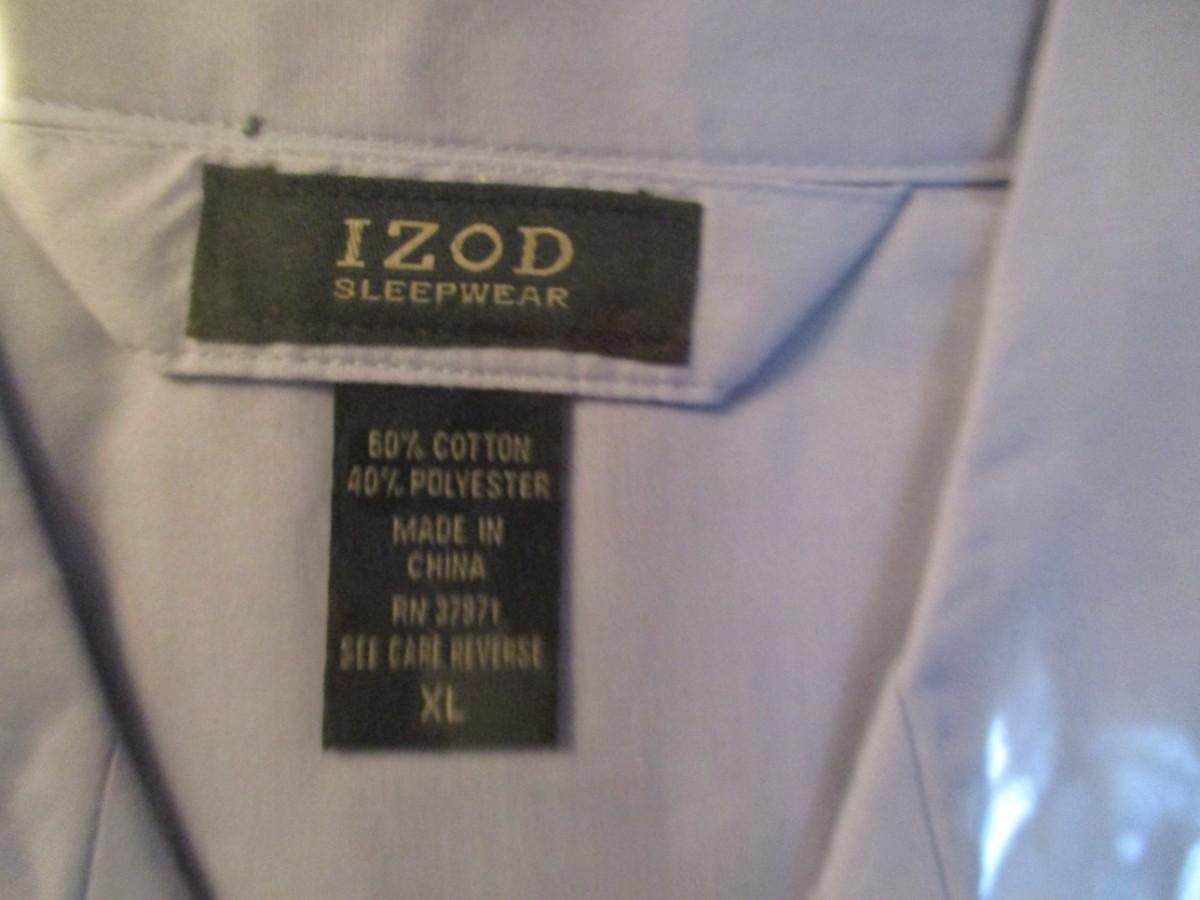 IZOD
SLEEPWEAR
60% COTTON
40% POLYESTER
MADE IN
CHINA
RN 37971
SEE CARE REVERSE
XL